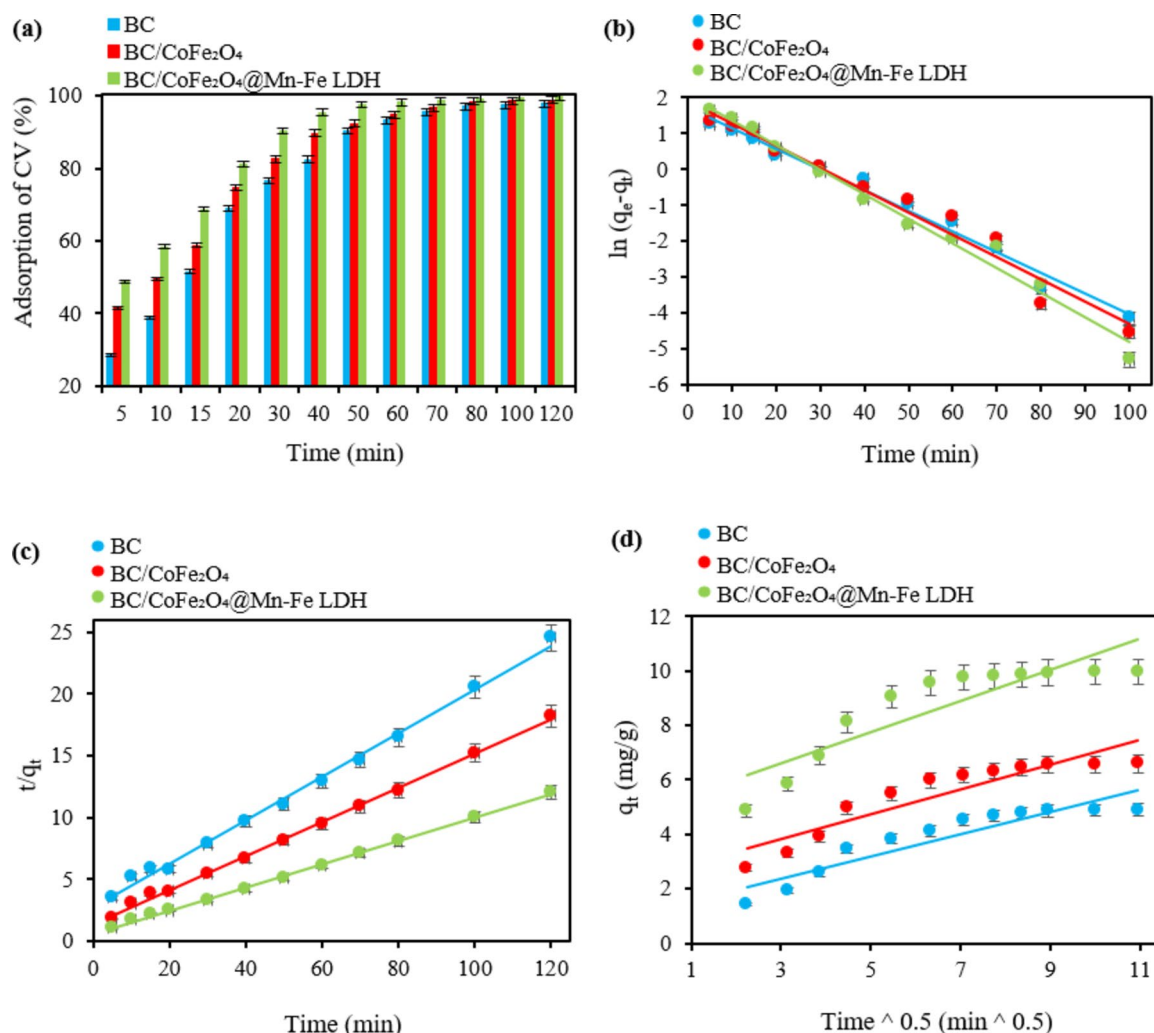 (a)
BC
BC/CoFe₂O₄
BC/CoFe₂O₄@Mn-Fe LDH
Adsorption of CV (%)
100
80
60
40
20
5 10 15 20 30 40 50 60 70 80 100 120
Time (min)
(b)
BC
BC/CoFe₂O₄
BC/CoFe₂O₄@Mn-Fe LDH
ln (qₑ-qₜ)
2
1
0
-1
-2
-3
-4
-5
-6
0 10 20 30 40 50 60 70 80 100
Time (min)
(c)
BC
BC/CoFe₂O₄
BC/CoFe₂O₄@Mn-Fe LDH
t/qₜ
25
20
15
10
5
0
0 20 40 60 80 100 120
Time (min)
(d)
BC
BC/CoFe₂O₄
BC/CoFe₂O₄@Mn-Fe LDH
qₜ (mg/g)
12
10
8
6
4
2
0
1 3 5 7 9 11
Time ^ 0.5 (min ^ 0.5)